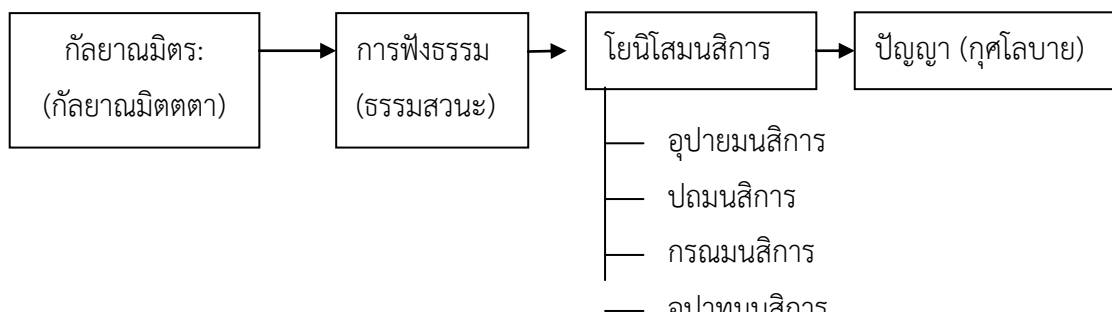 กัลยาณมิตร:
(กัลยาณมิตตตา)
การฟังธรรม
(ธรรมสวนะ)
โยนิโสมนสิการ
ปัญญา (กุศโลบาย)
อุปายมนสิการ
ปถมนสิการ
กรณมนสิการ